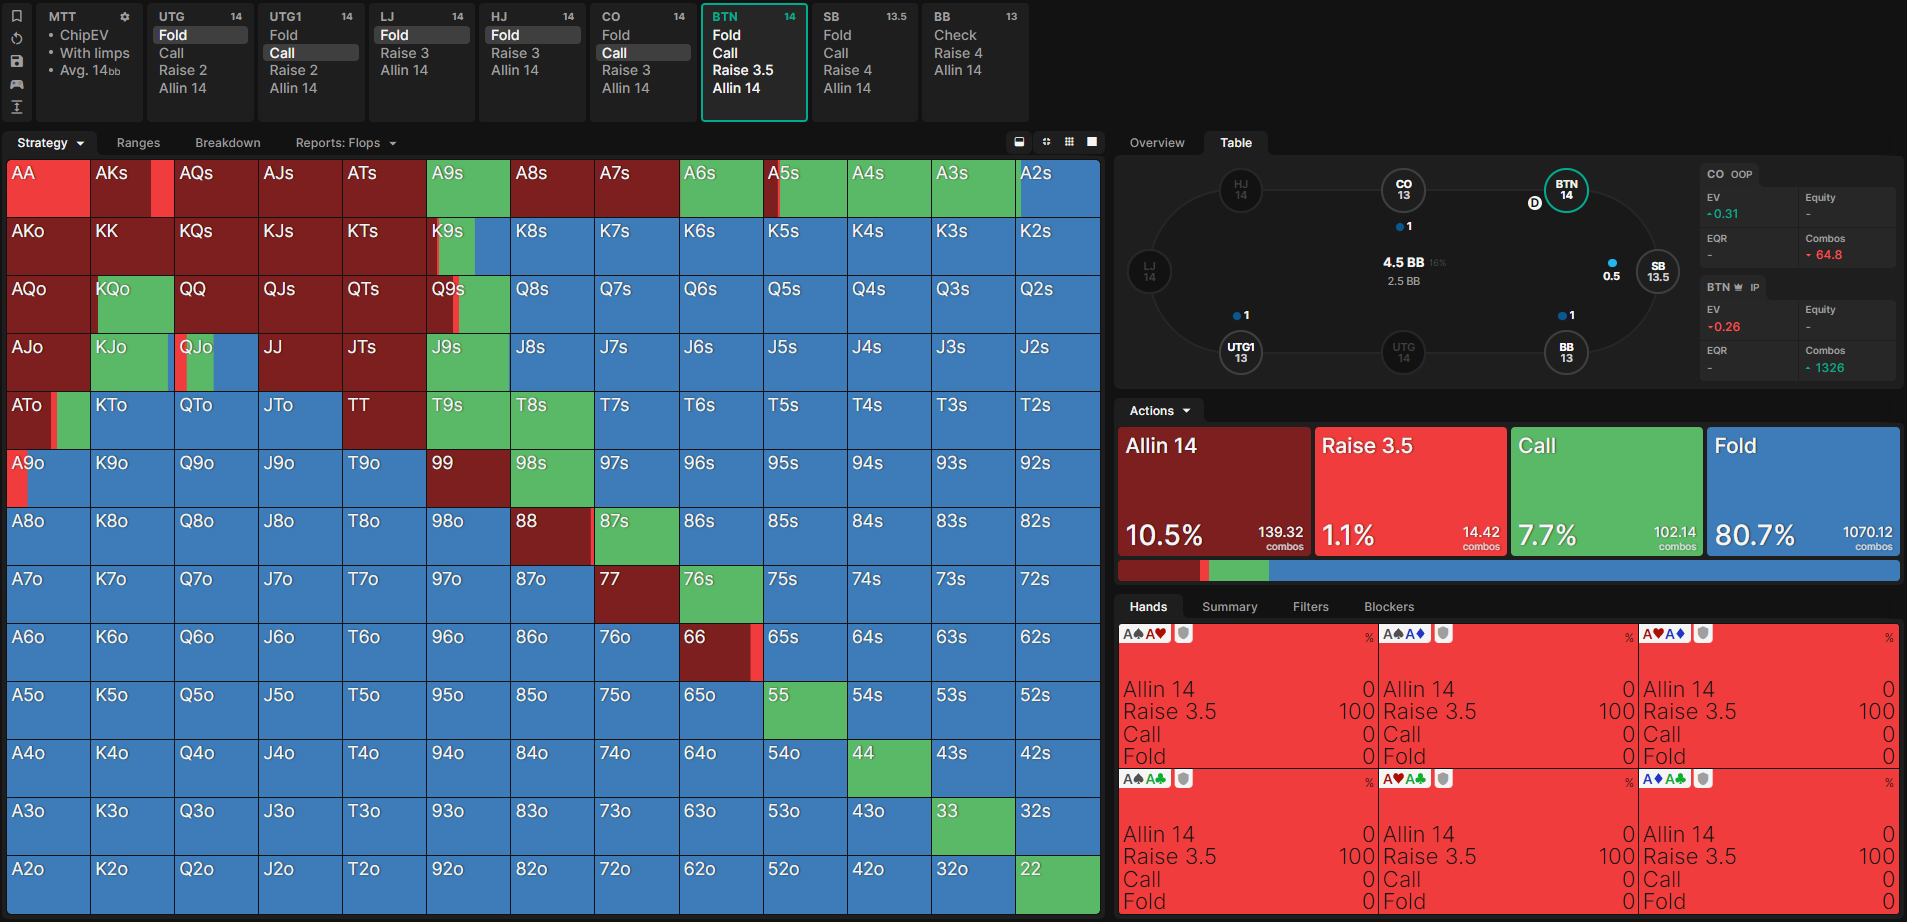 MTT
ChipEV
With limps
Avg. 14bb
UTG 14
Fold
Call
Raise 2
Allin 14
UTG1 14
Fold
Call
Raise 2
Allin 14
LJ 14
Fold
Raise 3
Allin 14
HJ 14
Fold
Raise 3
Allin 14
CO 14
Fold
Call
Raise 3
Allin 14
BTN 14
Fold
Call
Raise 3.5
Allin 14
SB 13.5
Fold
Call
Raise 4
Allin 14
BB 13
Check
Raise 4
Allin 14
Strategy Ranges Breakdown Reports: Flops
AA AKs AQs AJs ATs A9s A8s A7s A6s A5s A4s A3s A2s
AKo KK KQs KJs KTs K9s K8s K7s K6s K5s K4s K3s K2s
AQo KQo QQ QJs QTs Q9s Q8s Q7s Q6s Q5s Q4s Q3s Q2s
AJo KJo QJo JJ JTs J9s J8s J7s J6s J5s J4s J3s J2s
ATo KTo QTo JTo TT T9s T8s T7s T6s T5s T4s T3s T2s
A9o K9o Q9o J9o T9o 99 98s 97s 96s 95s 94s 93s 92s
A8o K8o Q8o J8o T8o 98o 88 87s 86s 85s 84s 83s 82s
A7o K7o Q7o J7o T7o 97o 87o 77 76s 75s 74s 73s 72s
A6o K6o Q6o J6o T6o 96o 86o 76o 66 65s 64s 63s 62s
A5o K5o Q5o J5o T5o 95o 85o 75o 65o 55 54s 53s 52s
A4o K4o Q4o J4o T4o 94o 84o 74o 64o 54o 44 43s 42s
A3o K3o Q3o J3o T3o 93o 83o 73o 63o 53o 43o 33 32s
A2o K2o Q2o J2o T2o 92o 82o 72o 62o 52o 42o 32o 22
Overview Table
HJ
14
CO
13
BTN
14
D
1
LJ
14
4.5 BB 16%
2.5 BB
0.5
SB
13.5
1
1
UTG1
13
UTG
14
BB
13
CO OOP
EV Equity
0.31 -
EQR Combos
- 64.8
BTN IP
EV Equity
0.26 -
EQR Combos
- 1326
Actions
Allin 14
10.5% 139.32
combos
Raise 3.5
1.1% 14.42
combos
Call
7.7% 102.14
combos
Fold
80.7% 1070.12
combos
Hands Summary Filters Blockers
A♠A♥ %
Allin 14 0
Raise 3.5 100
Call 0
Fold 0
A♠A♦ %
Allin 14 0
Raise 3.5 100
Call 0
Fold 0
A♥A♦ %
Allin 14 0
Raise 3.5 100
Call 0
Fold 0
A♠A♣ %
Allin 14 0
Raise 3.5 100
Call 0
Fold 0
A♥A♣ %
Allin 14 0
Raise 3.5 100
Call 0
Fold 0
A♦A♣ %
Allin 14 0
Raise 3.5 100
Call 0
Fold 0